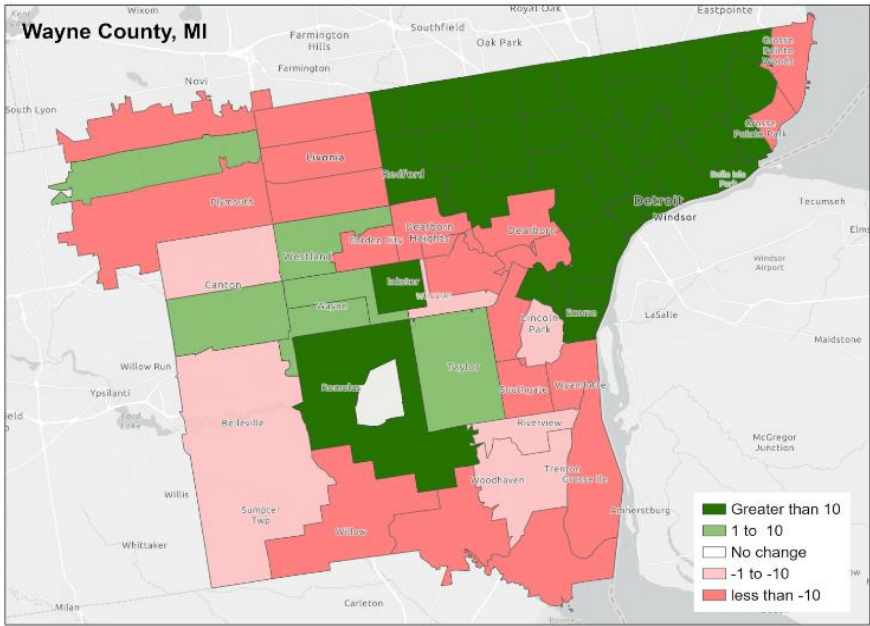 Wayne County, MI
Wixom
Royal Oak
Eastpointe
Farmington
Hills
Southfield
Oak Park
Farmington
Novi
South Lyon
Grosse
Pointe
Woods
Grosse
Pointe Park
Livonia
Redford
Belle Isle
Park
Plymouth
Detroit
Windsor
Tecumseh
Dearborn
Heights
Dearborn
Garden City
Westland
Windsor
Airport
Canton
Inkster
Wayne
Ecorse
Lincoln
Park
LaSalle
Maidstone
Willow Run
Taylor
Romulus
Southgate
Wyandotte
Ypsilanti
Ford
Lake
Belleville
Riverview
McGregor
Junction
Woodhaven
Trenton
Grosse Ile
Willis
Sumpter
Twp
Amherstburg
Willow
Whittaker
Milan
Carleton
Pointe
Greater than 10
1 to 10
No change
-1 to -10
less than -10